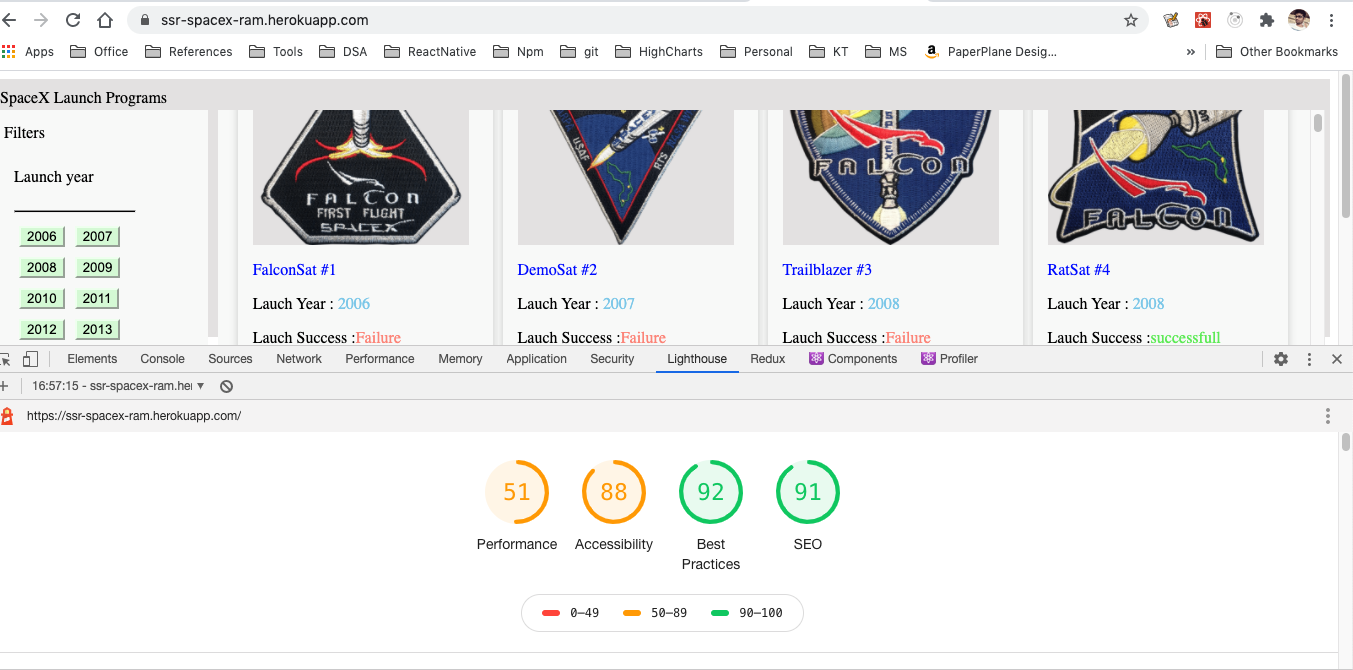 ssr-spacex-ram.herokuapp.com
Apps Office References Tools DSA ReactNative Npm git HighCharts Personal KT MS PaperPlane Desig... » Other Bookmarks
SpaceX Launch Programs
Filters
Launch year
2006 2007
2008 2009
2010 2011
2012 2013
FALCON
FIRST FLIGHT
SPACEX
USAF
FALCON
FALCON
FalconSat #1 DemoSat #2 Trailblazer #3 RatSat #4
Lauch Year : 2006 Lauch Year : 2007 Lauch Year : 2008 Lauch Year : 2008
Lauch Success :Failure Lauch Success :Failure Lauch Success :Failure Lauch Success :successfull
Elements Console Sources Network Performance Memory Application Security Lighthouse Redux Components Profiler
16:57:15 - ssr-spacex-ram.her
https://ssr-spacex-ram.herokuapp.com/
51 88 92 91
Performance Accessibility Best Practices SEO
0–49 50–89 90–100